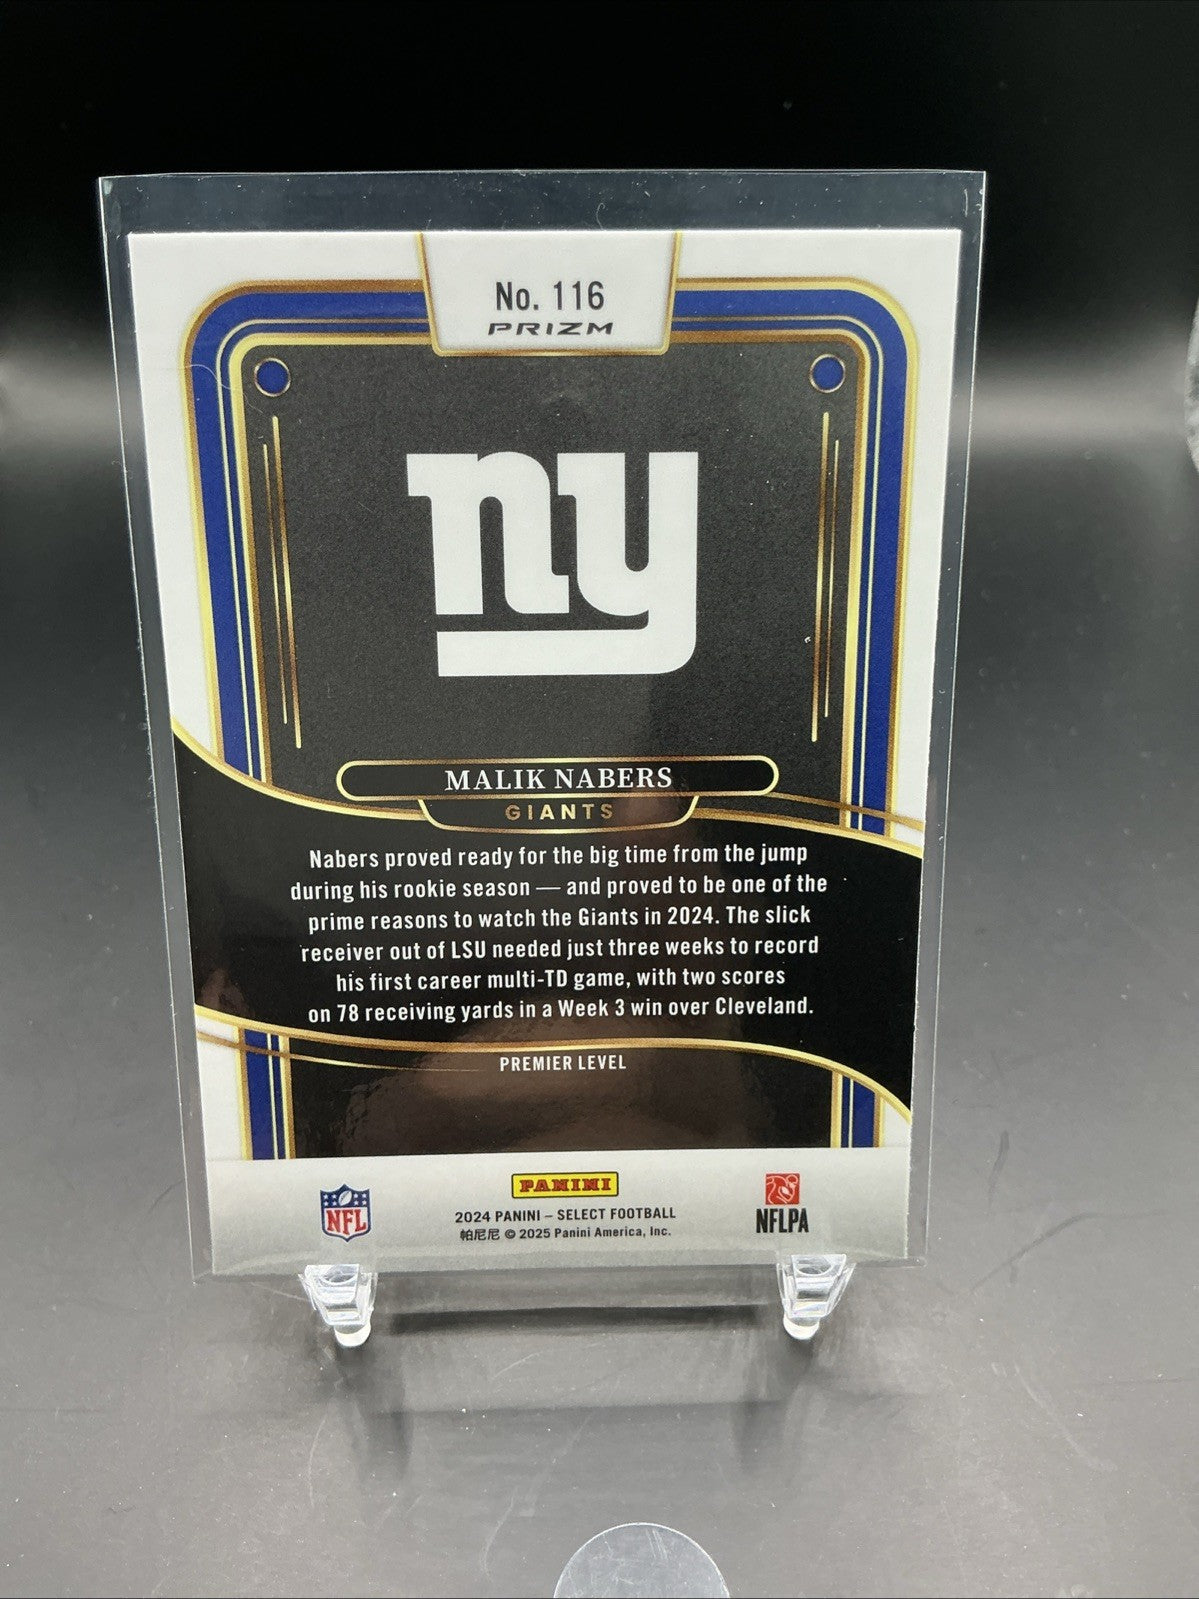 No. 116
PRIZM
ny
MALIK NABERS
GIANTS
Nabers proved ready for the big time from the jump
during his rookie season — and proved to be one of the
prime reasons to watch the Giants in 2024. The slick
receiver out of LSU needed just three weeks to record
his first career multi-TD game, with two scores
on 78 receiving yards in a Week 3 win over Cleveland.
PREMIER LEVEL
NFL
PANINI
2024 PANINI – SELECT FOOTBALL
帕尼尼 © 2025 Panini America, Inc.
NFLPA